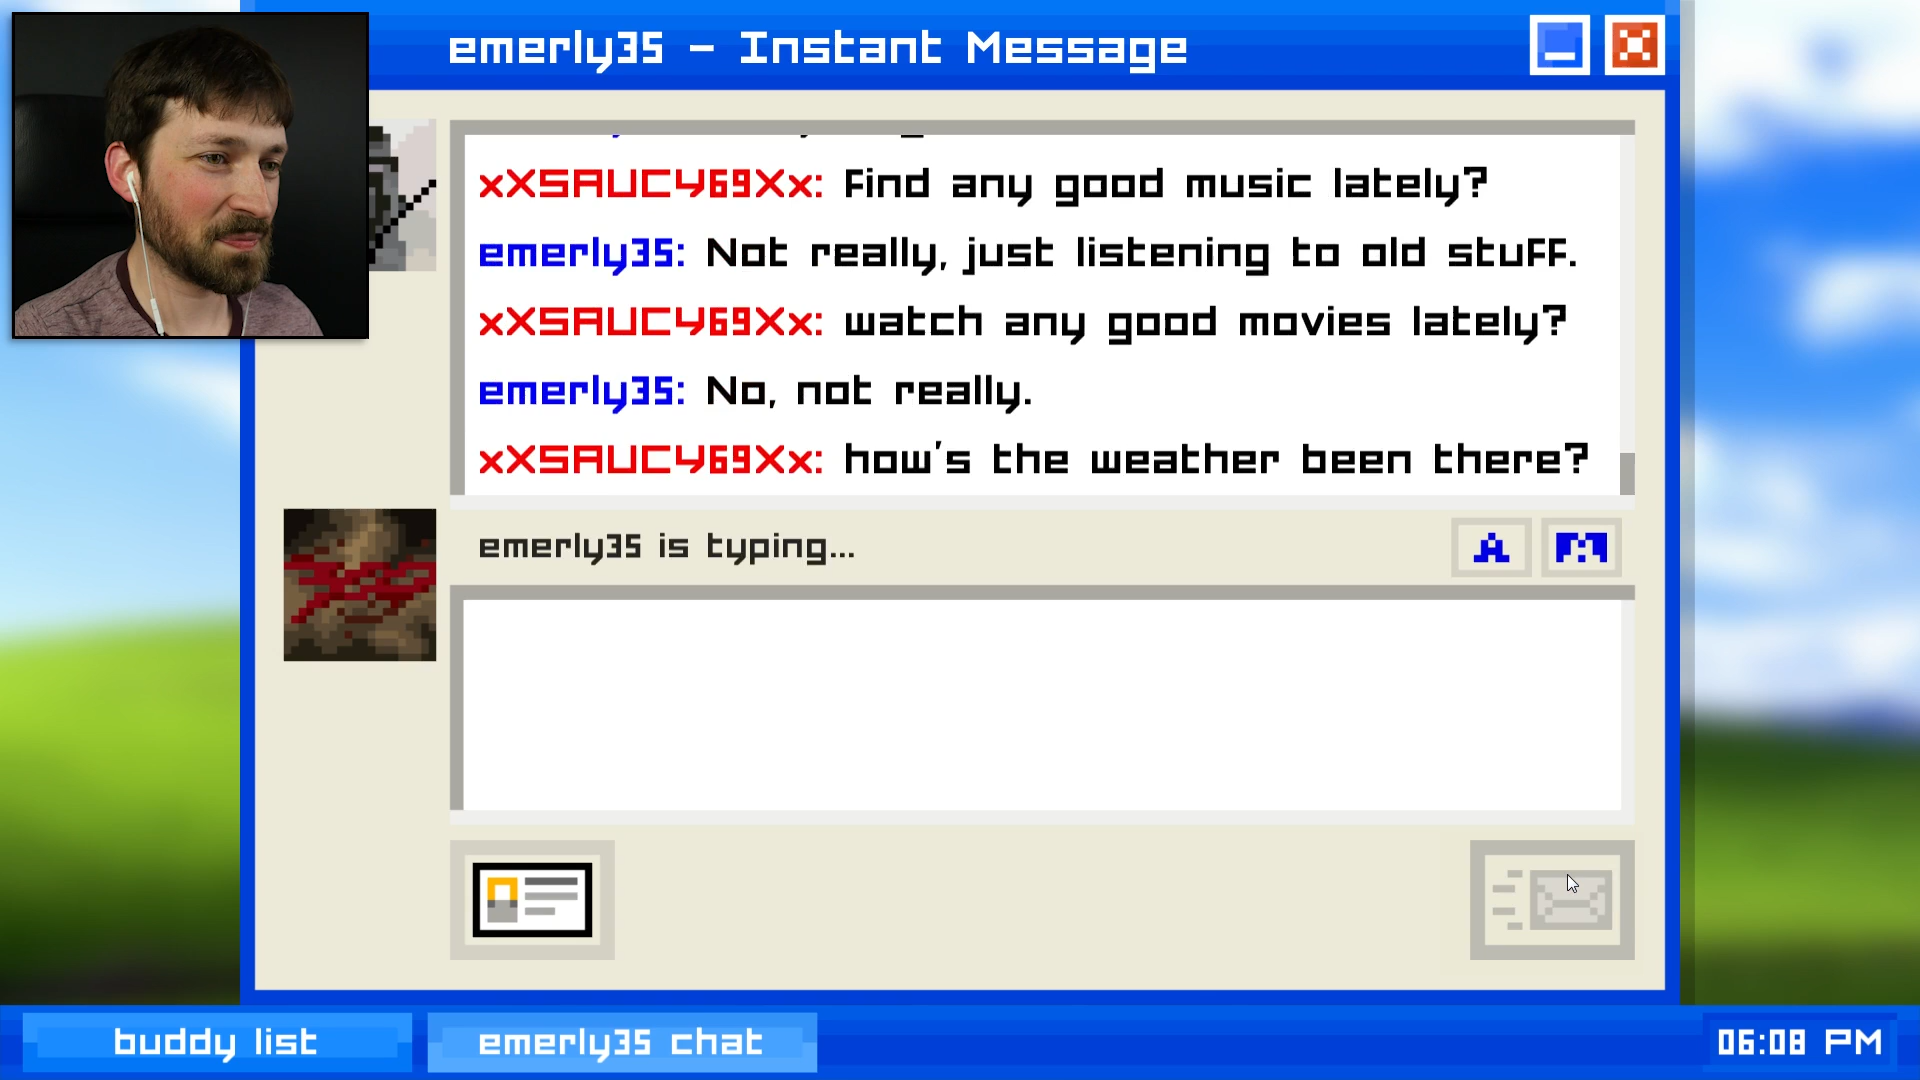 emerly35 - Instant Message
xXSAUCY69Xx: Find any good music lately?
emerly35: Not really, just listening to old stuff.
xXSAUCY69Xx: watch any good movies lately?
emerly35: No, not really.
xXSAUCY69Xx: how's the weather been there?
emerly35 is typing...
A
buddy list
emerly35 chat
06:08 PM